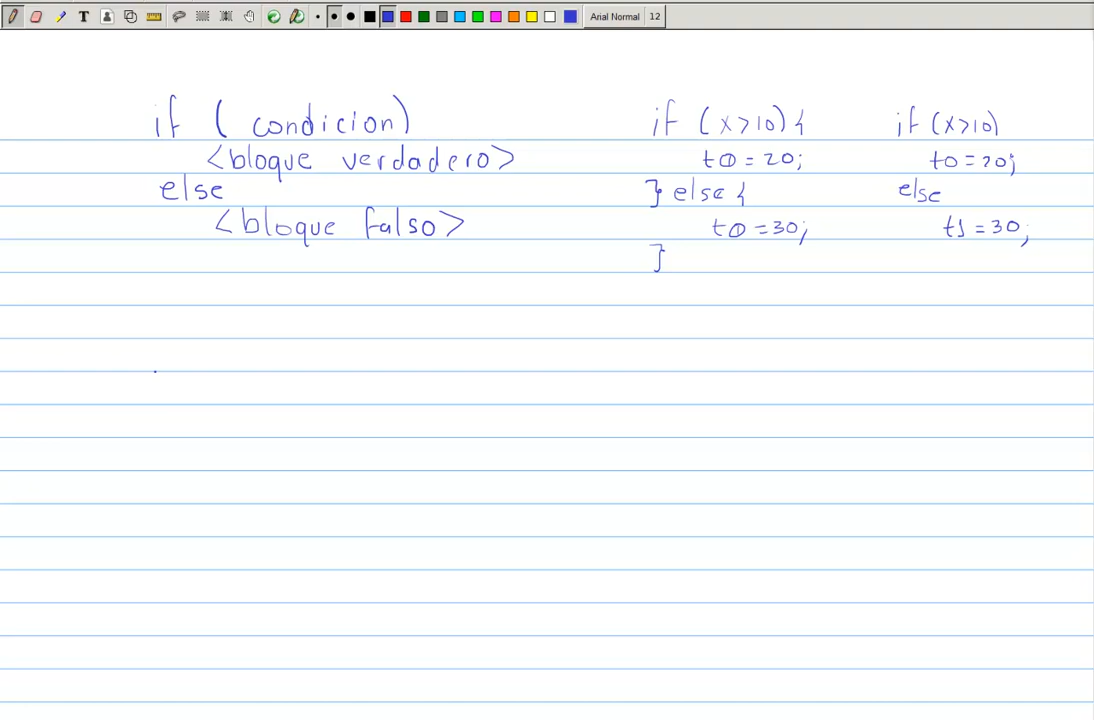 T Arial Normal 12
if ( condicion)
<bloque verdadero>
else
<bloque falso>
if (x>10) {
t0 = 20;
} else {
t0 = 30;
}
if (x>10)
t0 = 20;
else
t1 = 30;